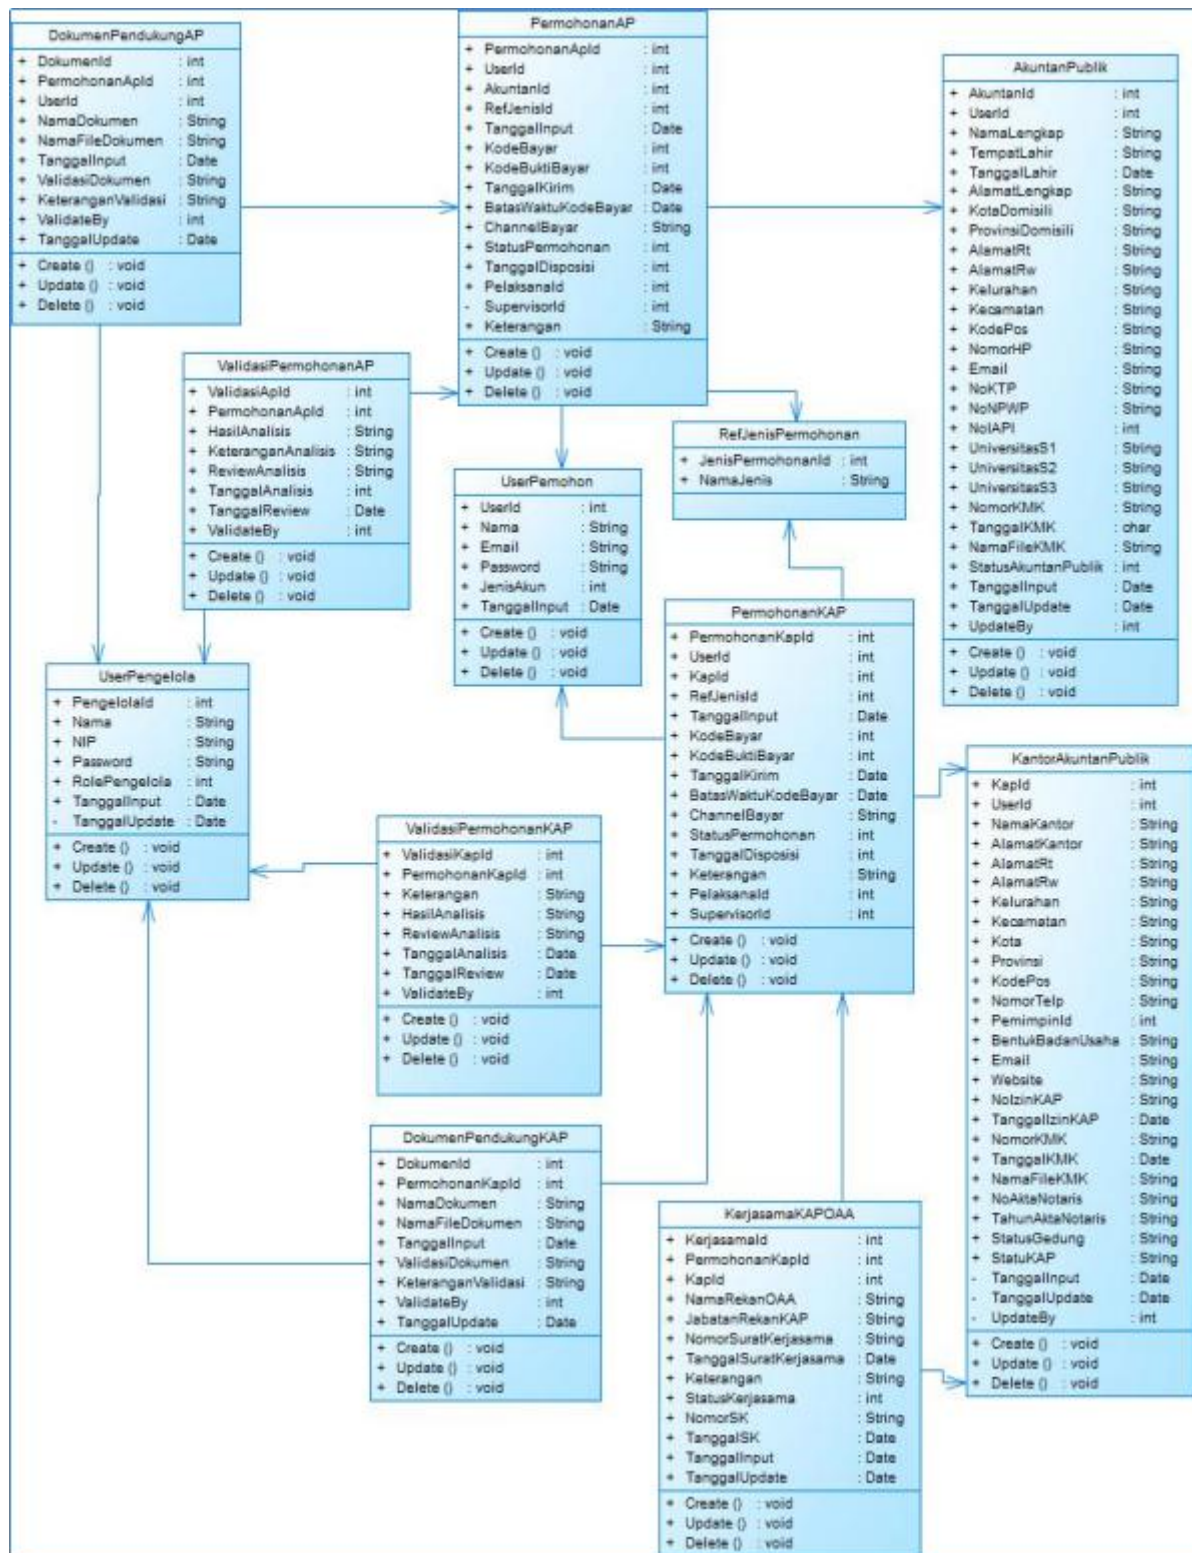 DokumenPendukungAP
+ DokumenId : int
+ PermohonanApId : int
+ UserId : int
+ NamaDokumen : String
+ NamaFileDokumen : String
+ TanggalInput : Date
+ ValidasiDokumen : String
+ KeteranganValidasi : String
+ ValidateBy : int
+ TanggalUpdate : Date
+ Create () : void
+ Update () : void
+ Delete () : void
PermohonanAP
+ PermohonanApId : int
+ UserId : int
+ AkuntanId : int
+ RefJenisId : int
+ TanggalInput : Date
+ KodeBayar : int
+ KodeBuktiBayar : int
+ TanggalKirim : Date
+ BatasWaktuKodeBayar : Date
+ ChannelBayar : String
+ StatusPermohonan : int
+ TanggalDisposisi : int
+ PelaksanaId : int
- SupervisorId : int
+ Keterangan : String
+ Create () : void
+ Update () : void
+ Delete () : void
AkuntanPublik
+ AkuntanId : int
+ UserId : int
+ NamaLengkap : String
+ TempatLahir : String
+ TanggalLahir : Date
+ AlamatLengkap : String
+ KotaDomisili : String
+ ProvinsiDomisili : String
+ AlamatRt : String
+ AlamatRw : String
+ Kelurahan : String
+ Kecamatan : String
+ KodePos : String
+ NomorHP : String
+ Email : String
+ NoKTP : String
+ NoNPWP : String
+ NoIAPI : int
+ UniversitasS1 : String
+ UniversitasS2 : String
+ UniversitasS3 : String
+ NomorKMK : String
+ TanggalKMK : char
+ NamaFileKMK : String
+ StatusAkuntanPublik : int
+ TanggalInput : Date
+ TanggalUpdate : Date
+ UpdateBy : int
+ Create () : void
+ Update () : void
+ Delete () : void
ValidasiPermohonanAP
+ ValidasiApId : int
+ PermohonanApId : int
+ HasilAnalisis : String
+ KeteranganAnalisis : String
+ ReviewAnalisis : String
+ TanggalAnalisis : int
+ TanggalReview : Date
+ ValidateBy : int
+ Create () : void
+ Update () : void
+ Delete () : void
RefJenisPermohonan
+ JenisPermohonanId : int
+ NamaJenis : String
UserPemohon
+ UserId : int
+ Nama : String
+ Email : String
+ Password : String
+ JenisAkun : int
+ TanggalInput : Date
+ Create () : void
+ Update () : void
+ Delete () : void
PermohonanKAP
+ PermohonanKapId : int
+ UserId : int
+ KapId : int
+ RefJenisId : int
+ TanggalInput : Date
+ KodeBayar : int
+ KodeBuktiBayar : int
+ TanggalKirim : Date
+ BatasWaktuKodeBayar : Date
+ ChannelBayar : String
+ StatusPermohonan : int
+ TanggalDisposisi : int
+ Keterangan : String
+ PelaksanaId : int
+ SupervisorId : int
+ Create () : void
+ Update () : void
+ Delete () : void
UserPengelola
+ PengelolaId : int
+ Nama : String
+ NIP : String
+ Password : String
+ RolePengelola : int
+ TanggalInput : Date
- TanggalUpdate : Date
+ Create () : void
+ Update () : void
+ Delete () : void
KantorAkuntanPublik
+ KapId : int
+ UserId : int
+ NamaKantor : String
+ AlamatKantor : String
+ AlamatRt : String
+ AlamatRw : String
+ Kelurahan : String
+ Kecamatan : String
+ Kota : String
+ Provinsi : String
+ KodePos : String
+ NomorTelp : String
+ PemimpinId : int
+ BentukBadanUsaha : String
+ Email : String
+ Website : String
+ NoIzinKAP : String
+ TanggalIzinKAP : Date
+ NomorKMK : String
+ TanggalKMK : Date
+ NamaFileKMK : String
+ NoAktaNotaris : String
+ TahunAktaNotaris : String
+ StatusGedung : String
+ StatuKAP : String
- TanggalInput : Date
- TanggalUpdate : Date
- UpdateBy : int
+ Create () : void
+ Update () : void
+ Delete () : void
ValidasiPermohonanKAP
+ ValidasiKapId : int
+ PermohonanKapId : int
+ Keterangan : String
+ HasilAnalisis : String
+ ReviewAnalisis : String
+ TanggalAnalisis : Date
+ TanggalReview : Date
+ ValidateBy : int
+ Create () : void
+ Update () : void
+ Delete () : void
DokumenPendukungKAP
+ DokumenId : int
+ PermohonanKapId : int
+ NamaDokumen : String
+ NamaFileDokumen : String
+ TanggalInput : Date
+ ValidasiDokumen : String
+ KeteranganValidasi : String
+ ValidateBy : int
+ TanggalUpdate : Date
+ Create () : void
+ Update () : void
+ Delete () : void
KerjasamaKAPOAA
+ KerjasamaId : int
+ PermohonanKapId : int
+ KapId : int
+ NamaRekanOAA : String
+ JabatanRekanKAP : String
+ NomorSuratKerjasama : String
+ TanggalSuratKerjasama : Date
+ Keterangan : String
+ StatusKerjasama : int
+ NomorSK : String
+ TanggalSK : Date
+ TanggalInput : Date
+ TanggalUpdate : Date
+ Create () : void
+ Update () : void
+ Delete () : void